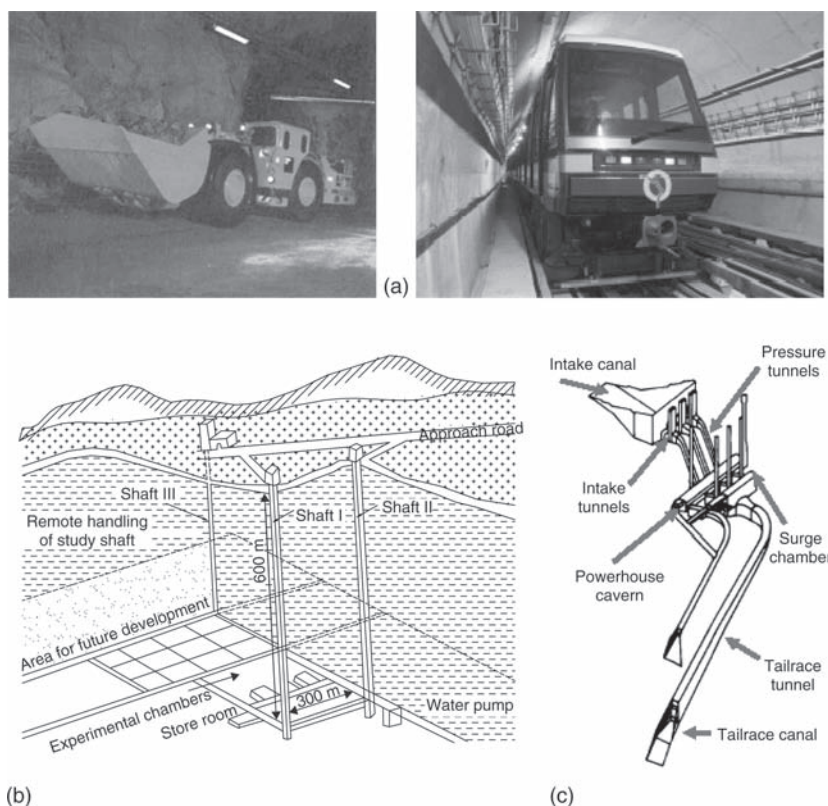 (a)
Approach road
Shaft III
Remote handling
of study shaft
Shaft I
Shaft II
600 m
Area for future development
Experimental chambers
Store room
300 m
Water pump
(b)
Intake canal
Pressure
tunnels
Intake
tunnels
Surge
chamber
Powerhouse
cavern
Tailrace
tunnel
Tailrace canal
(c)